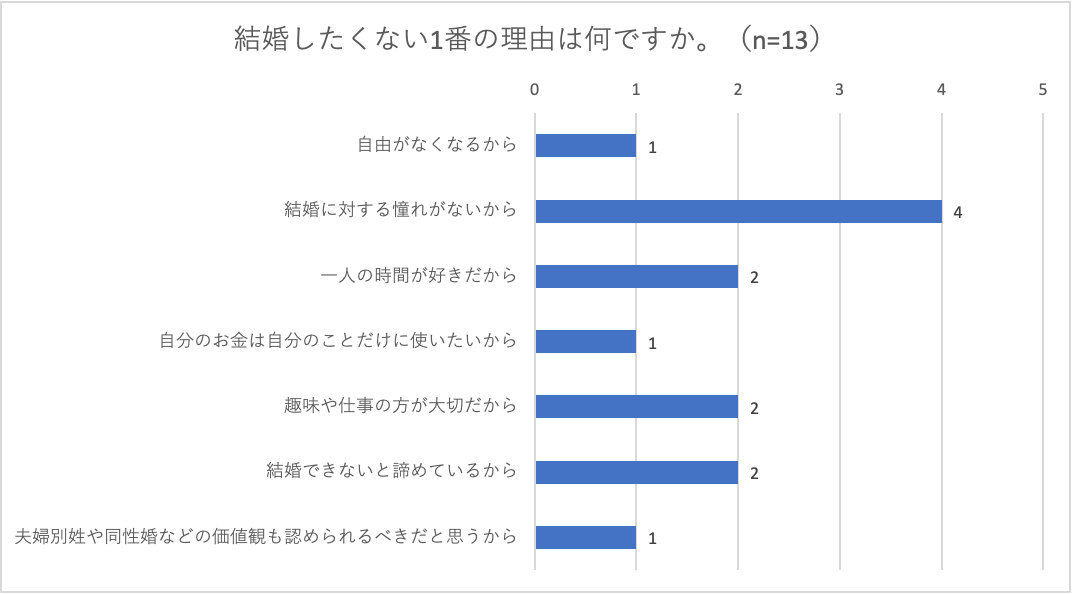 結婚したくない1番の理由は何ですか。（n=13）
0 1 2 3 4 5
自由がなくなるから 1
結婚に対する憧れがないから 4
一人の時間が好きだから 2
自分のお金は自分のことだけに使いたいから 1
趣味や仕事の方が大切だから 2
結婚できないと諦めているから 2
夫婦別姓や同性婚などの価値観も認められるべきだと思うから 1